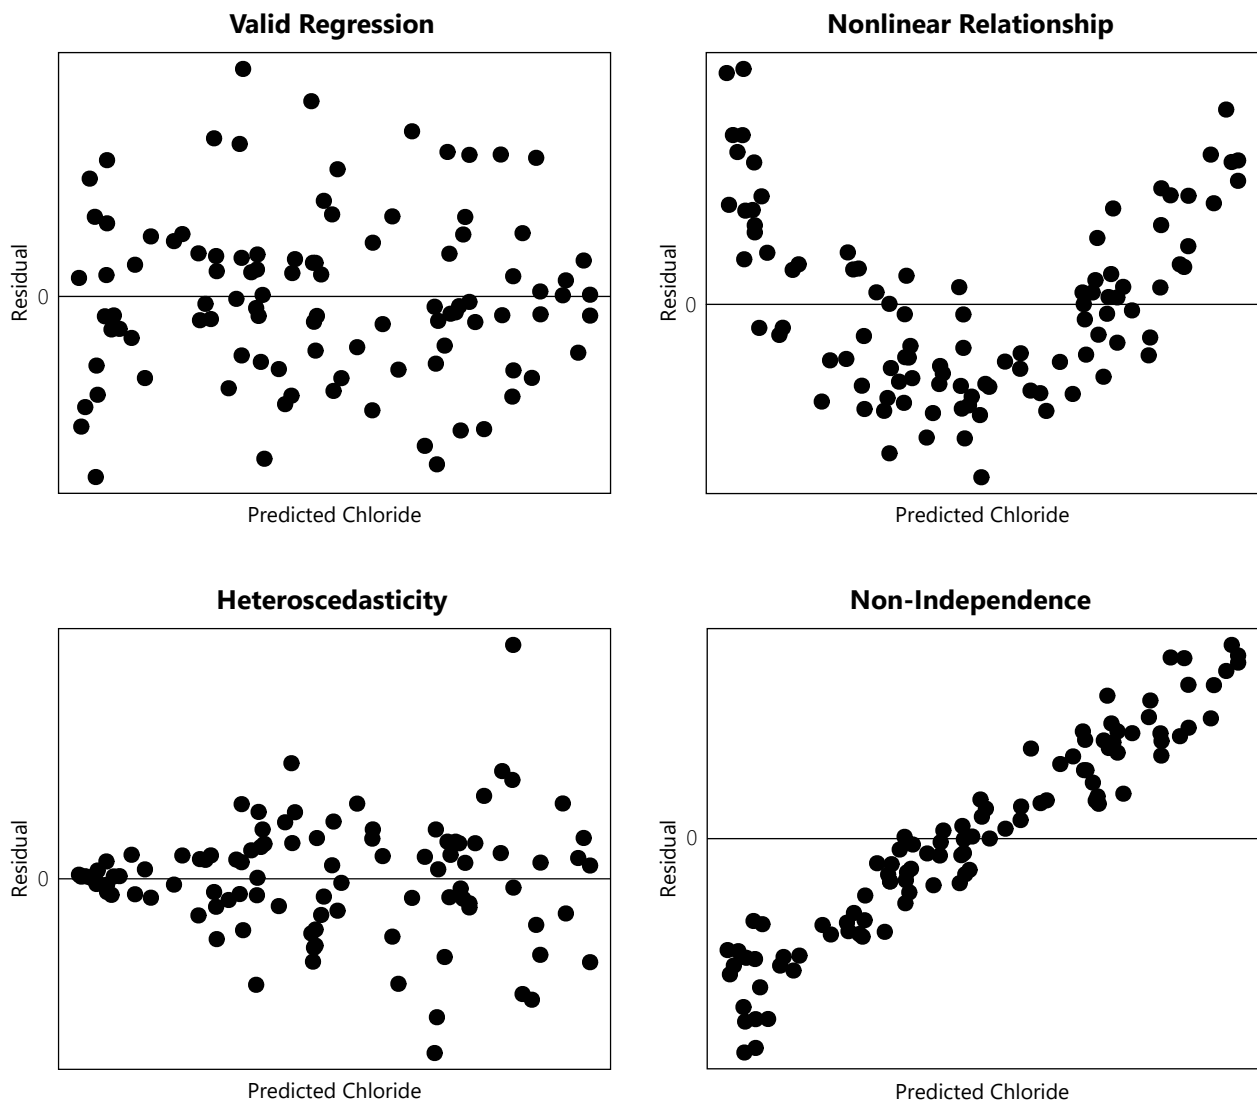 Valid Regression
Residual
0
Predicted Chloride
Nonlinear Relationship
Residual
0
Predicted Chloride
Heteroscedasticity
Residual
0
Predicted Chloride
Non-Independence
Residual
0
Predicted Chloride